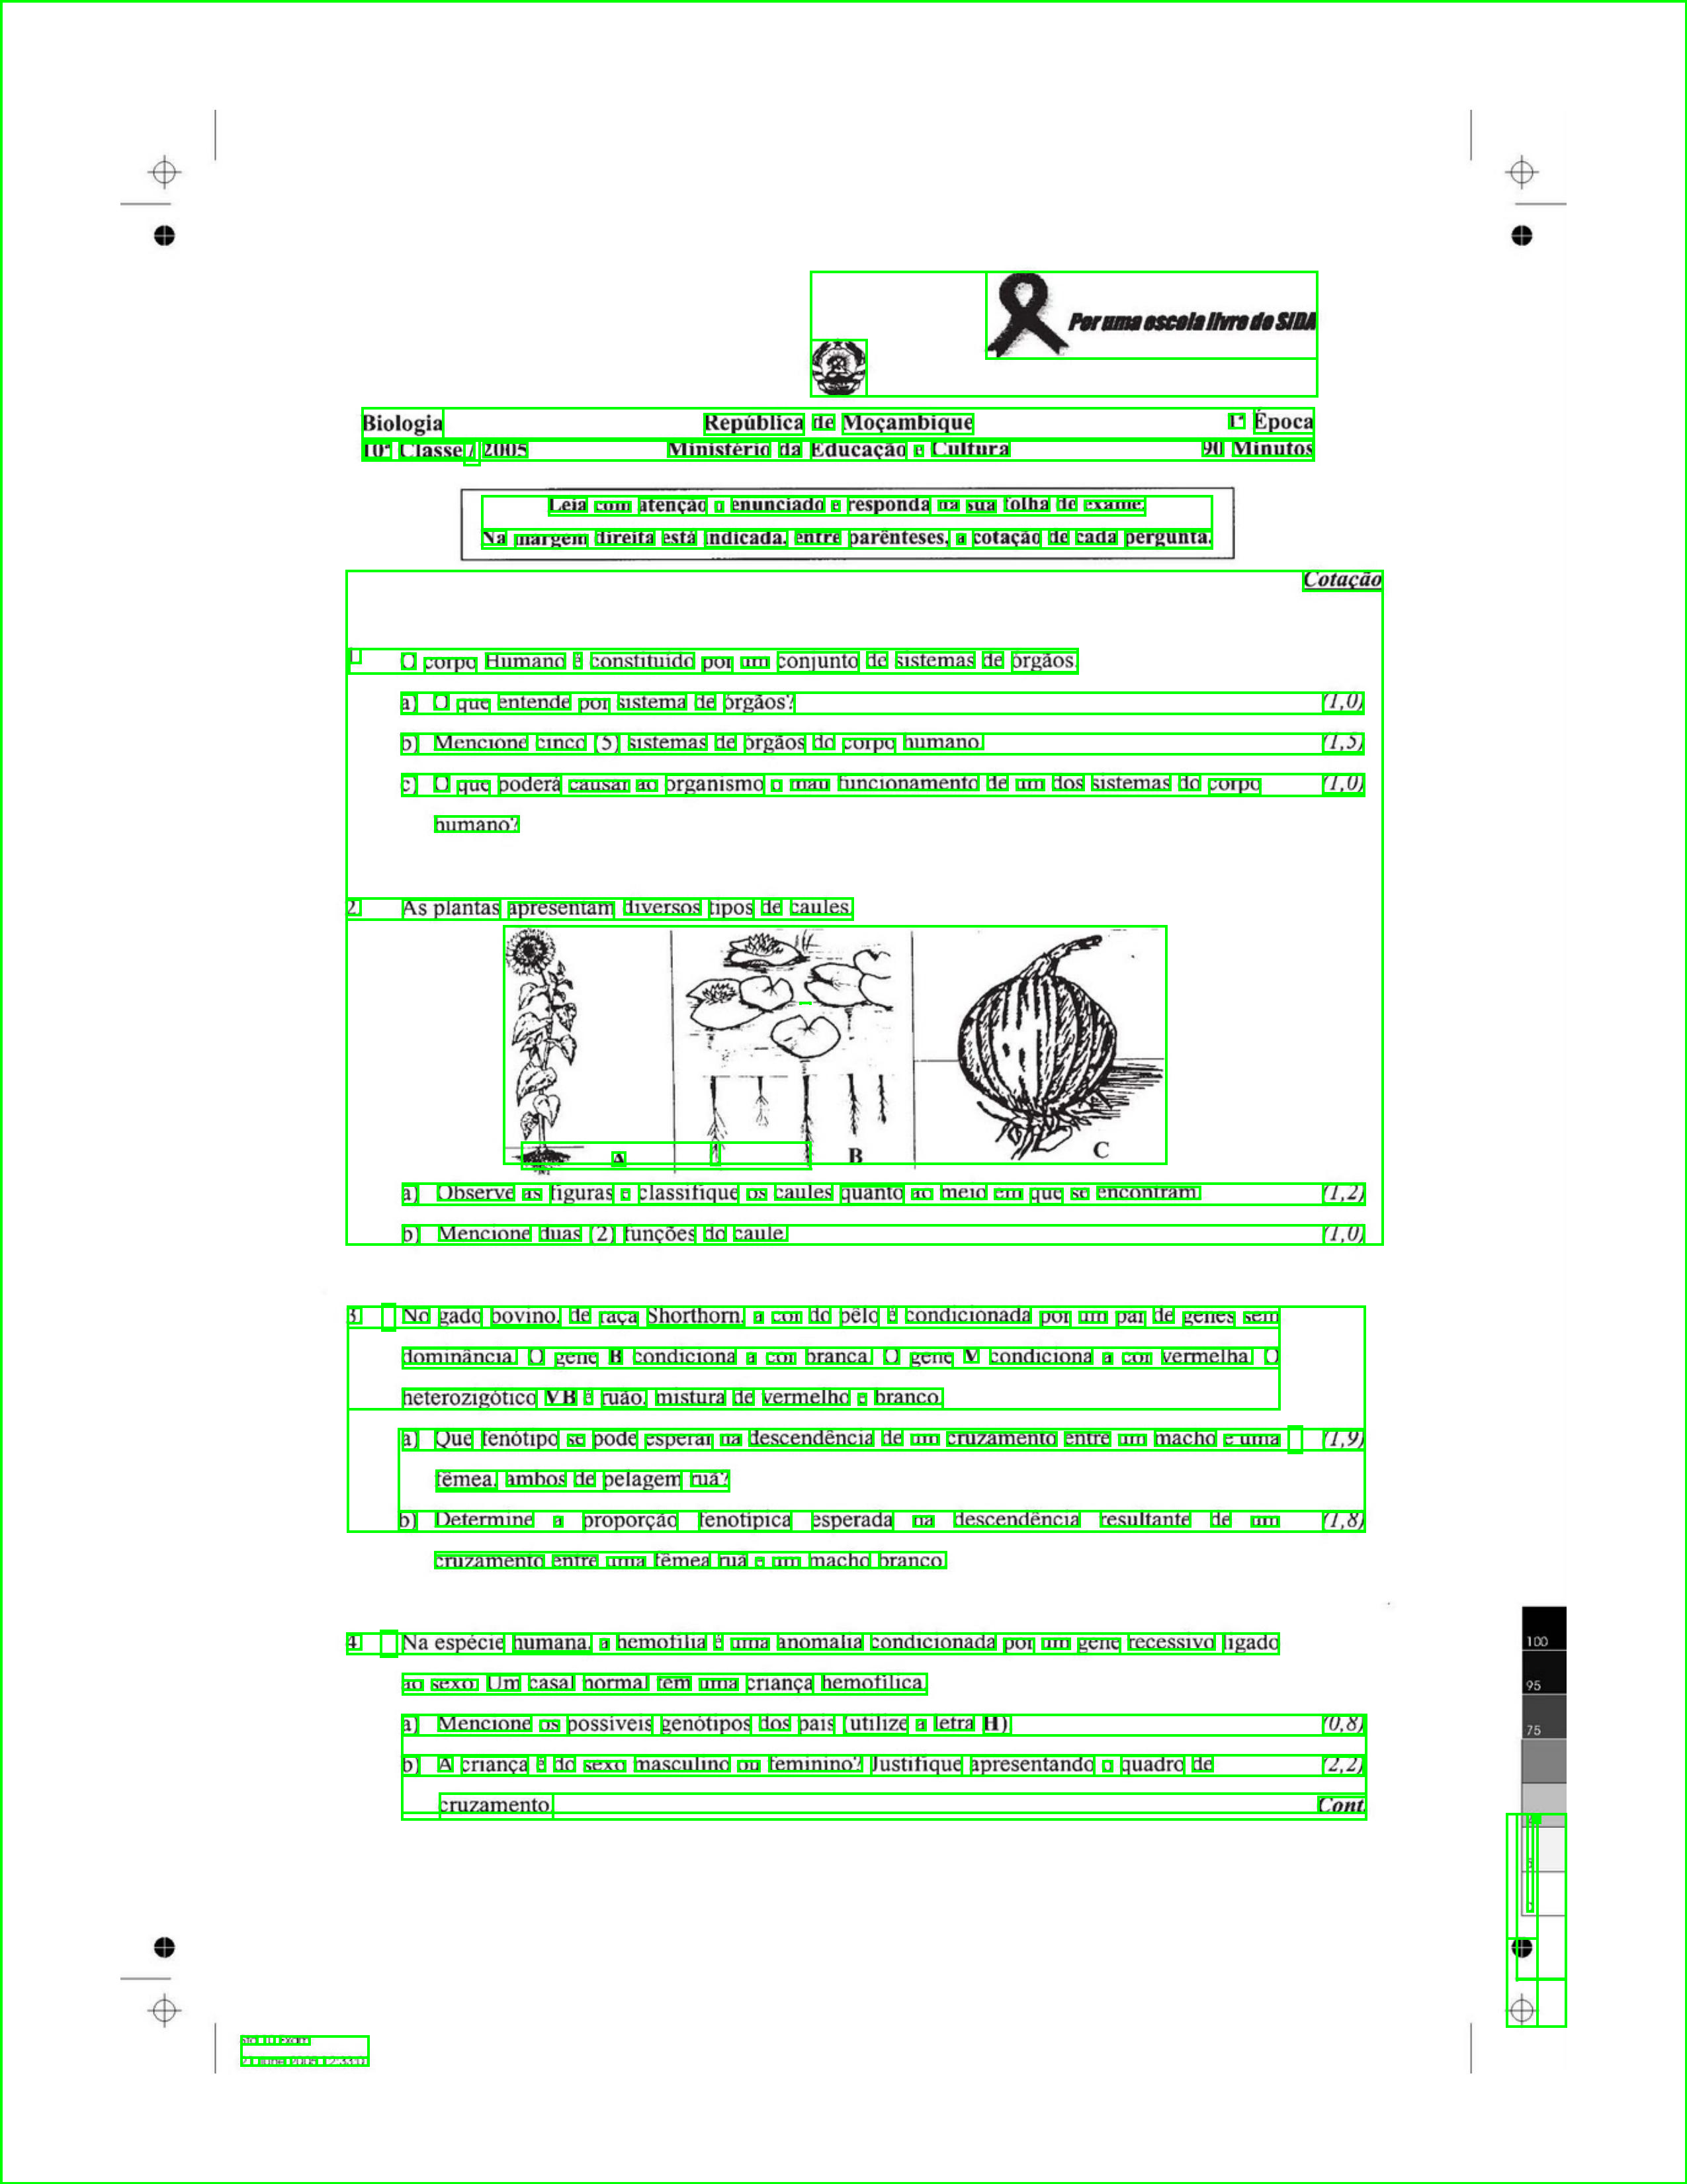 Por uma escola livre do SIDA
Biologia República de Moçambique 1ª Época
10ª Classe / 2005 Ministério da Educação e Cultura 90 Minutos
Leia com atenção o enunciado e responda na sua folha de exame.
Na margem direita está indicada, entre parênteses, a cotação de cada pergunta.
Cotação
1 O corpo Humano é constituído por um conjunto de sistemas de órgãos.
a) O que entende por sistema de órgãos? (1,0)
b) Mencione cinco (5) sistemas de órgãos do corpo humano. (1,5)
c) O que poderá causar ao organismo o mau funcionamento de um dos sistemas do corpo (1,0)
humano?
2. As plantas apresentam diversos tipos de caules.
A B C
a) Observe as figuras e classifique os caules quanto ao meio em que se encontram. (1,2)
b) Mencione duas (2) funções do caule. (1,0)
3. No gado bovino, de raça Shorthorn, a cor do pêlo é condicionada por um par de genes sem
dominância. O gene B condiciona a cor branca. O gene V condiciona a cor vermelha. O
heterozigótico VB é ruão, mistura de vermelho e branco.
a) Que fenótipo se pode esperar na descendência de um cruzamento entre um macho e uma (1,9)
fêmea, ambos de pelagem ruã?
b) Determine a proporção fenotípica esperada na descendência resultante de um (1,8)
cruzamento entre uma fêmea ruã e um macho branco.
4. Na espécie humana, a hemofilia é uma anomalia condicionada por um gene recessivo ligado
ao sexo. Um casal normal tem uma criança hemofílica.
a) Mencione os possíveis genótipos dos pais (utilize a letra H) (0,8)
b) A criança é do sexo masculino ou feminino? Justifique apresentando o quadro de (2,2)
cruzamento. Cont.
100
95
75
5